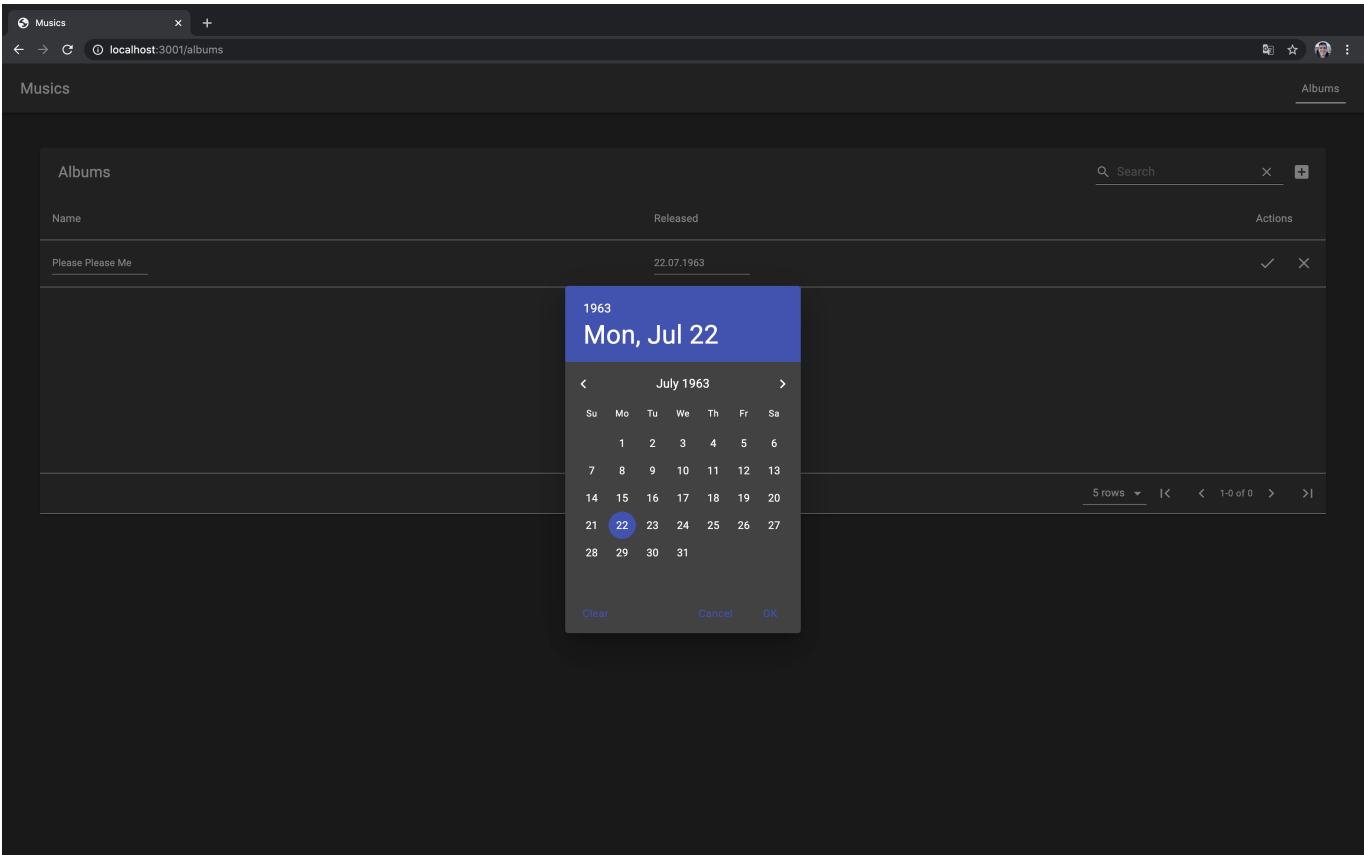 Musics
localhost:3001/albums
Musics Albums
Albums Search
Name Released Actions
Please Please Me 22.07.1963
1963
Mon, Jul 22
July 1963
Su Mo Tu We Th Fr Sa
1 2 3 4 5 6
7 8 9 10 11 12 13
14 15 16 17 18 19 20
21 22 23 24 25 26 27
28 29 30 31
Clear Cancel OK
5 rows 1-0 of 0